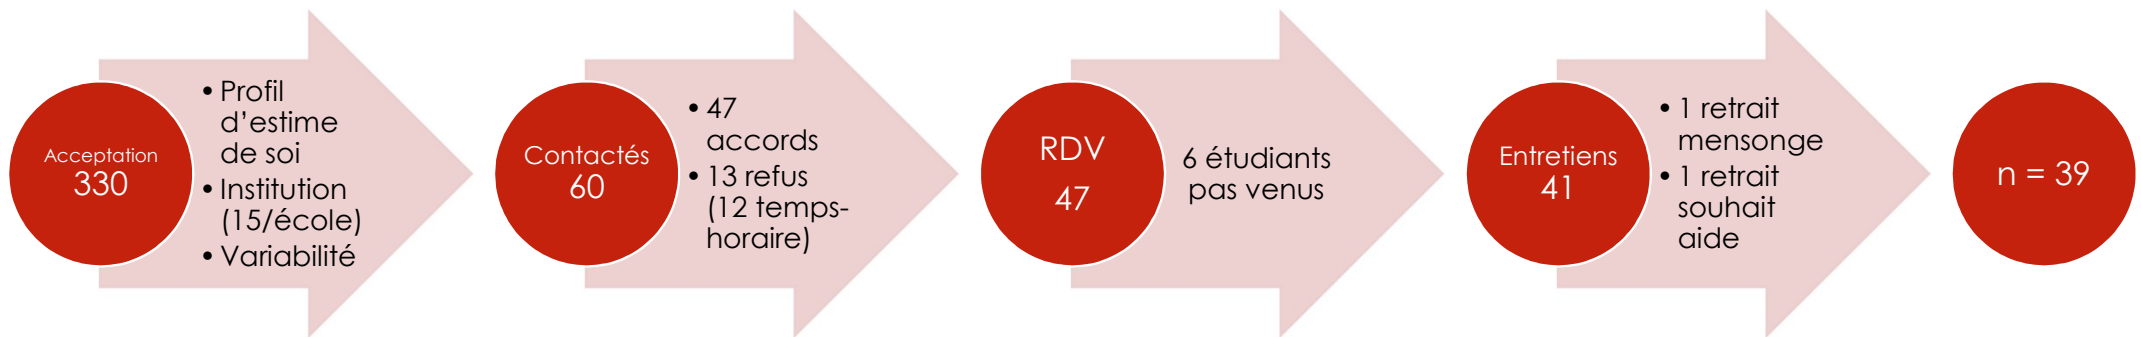 Acceptation
330
• Profil
d'estime
de soi
• Institution
(15/école)
• Variabilité
Contactés
60
• 47
accords
• 13 refus
(12 temps-
horaire)
RDV
47
6 étudiants
pas venus
Entretiens
41
• 1 retrait
mensonge
• 1 retrait
souhait
aide
n = 39